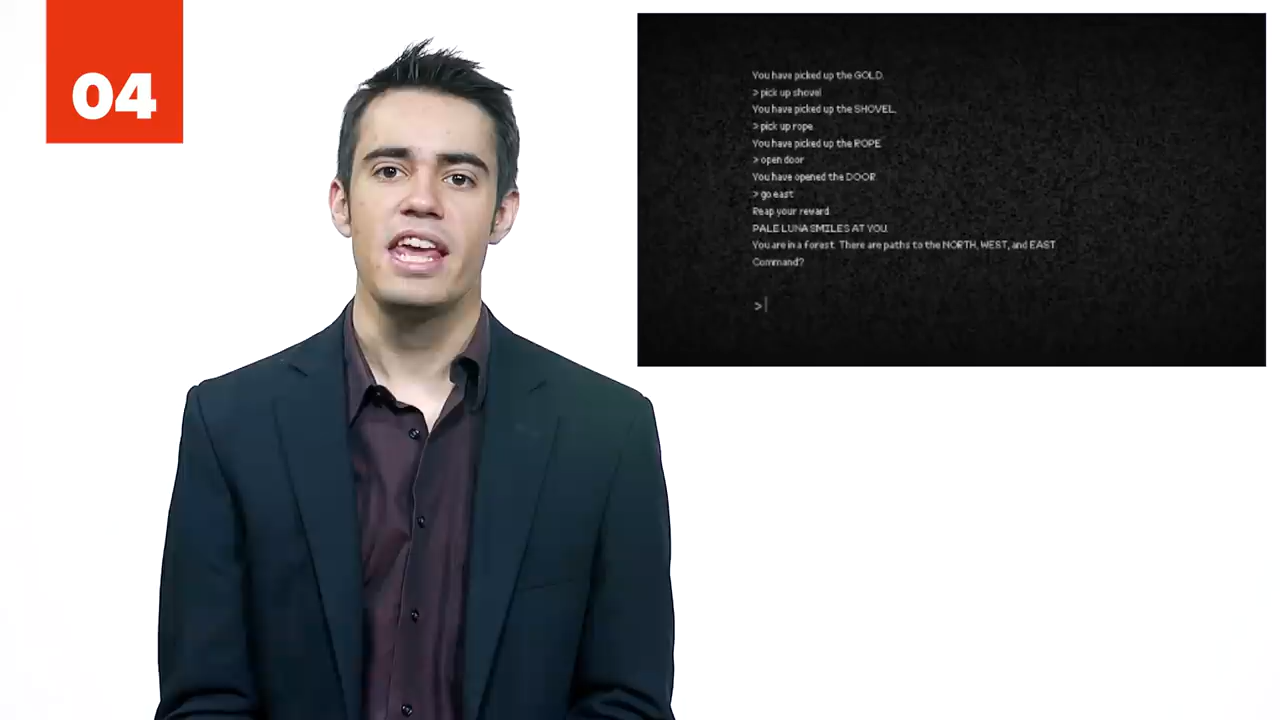 04
You have picked up the GOLD.
> pick up shovel
You have picked up the SHOVEL.
> pick up rope
You have picked up the ROPE
> open door
You have opened the DOOR
> go east
Reap your reward
PALE LUNA SMILES AT YOU.
You are in a forest. There are paths to the NORTH, WEST, and EAST
Command?
>